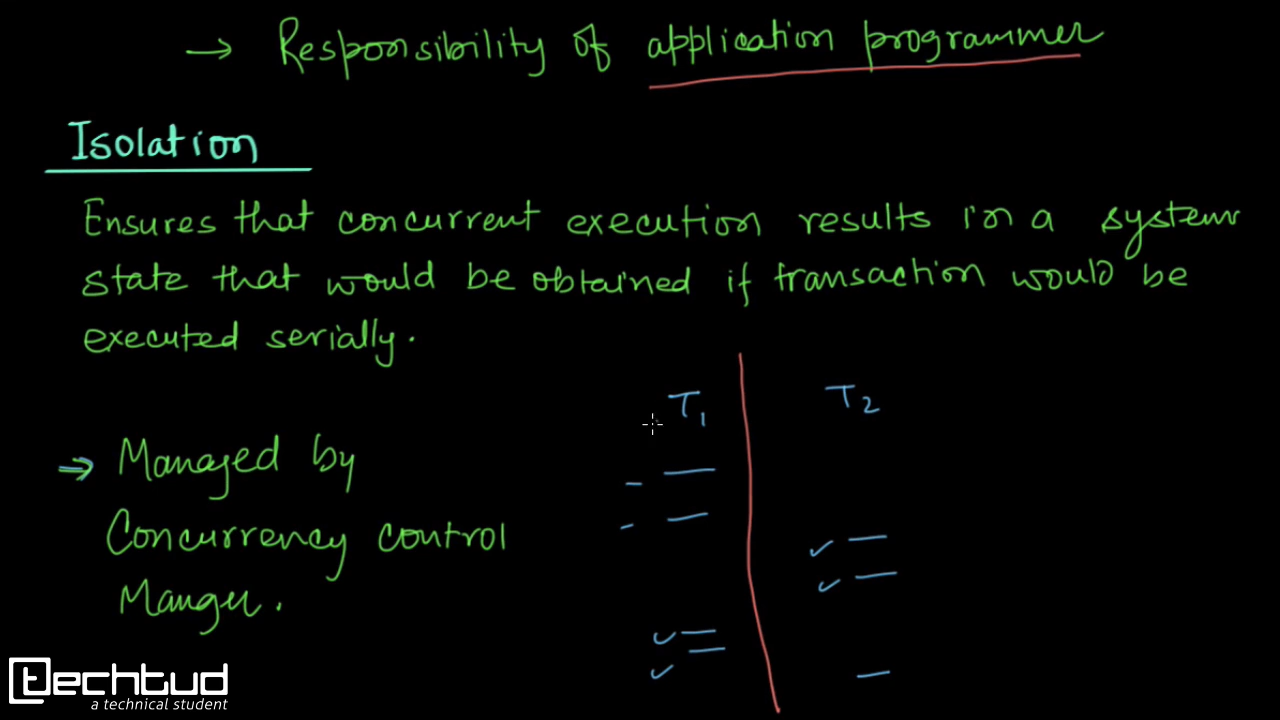 → Responsibility of application programmer
Isolation
Ensures that concurrent execution results in a system
state that would be obtained if transaction would be
executed serially.
⇒ Managed by
Concurrency control
Manger.
T1 T2
techtud
a technical student